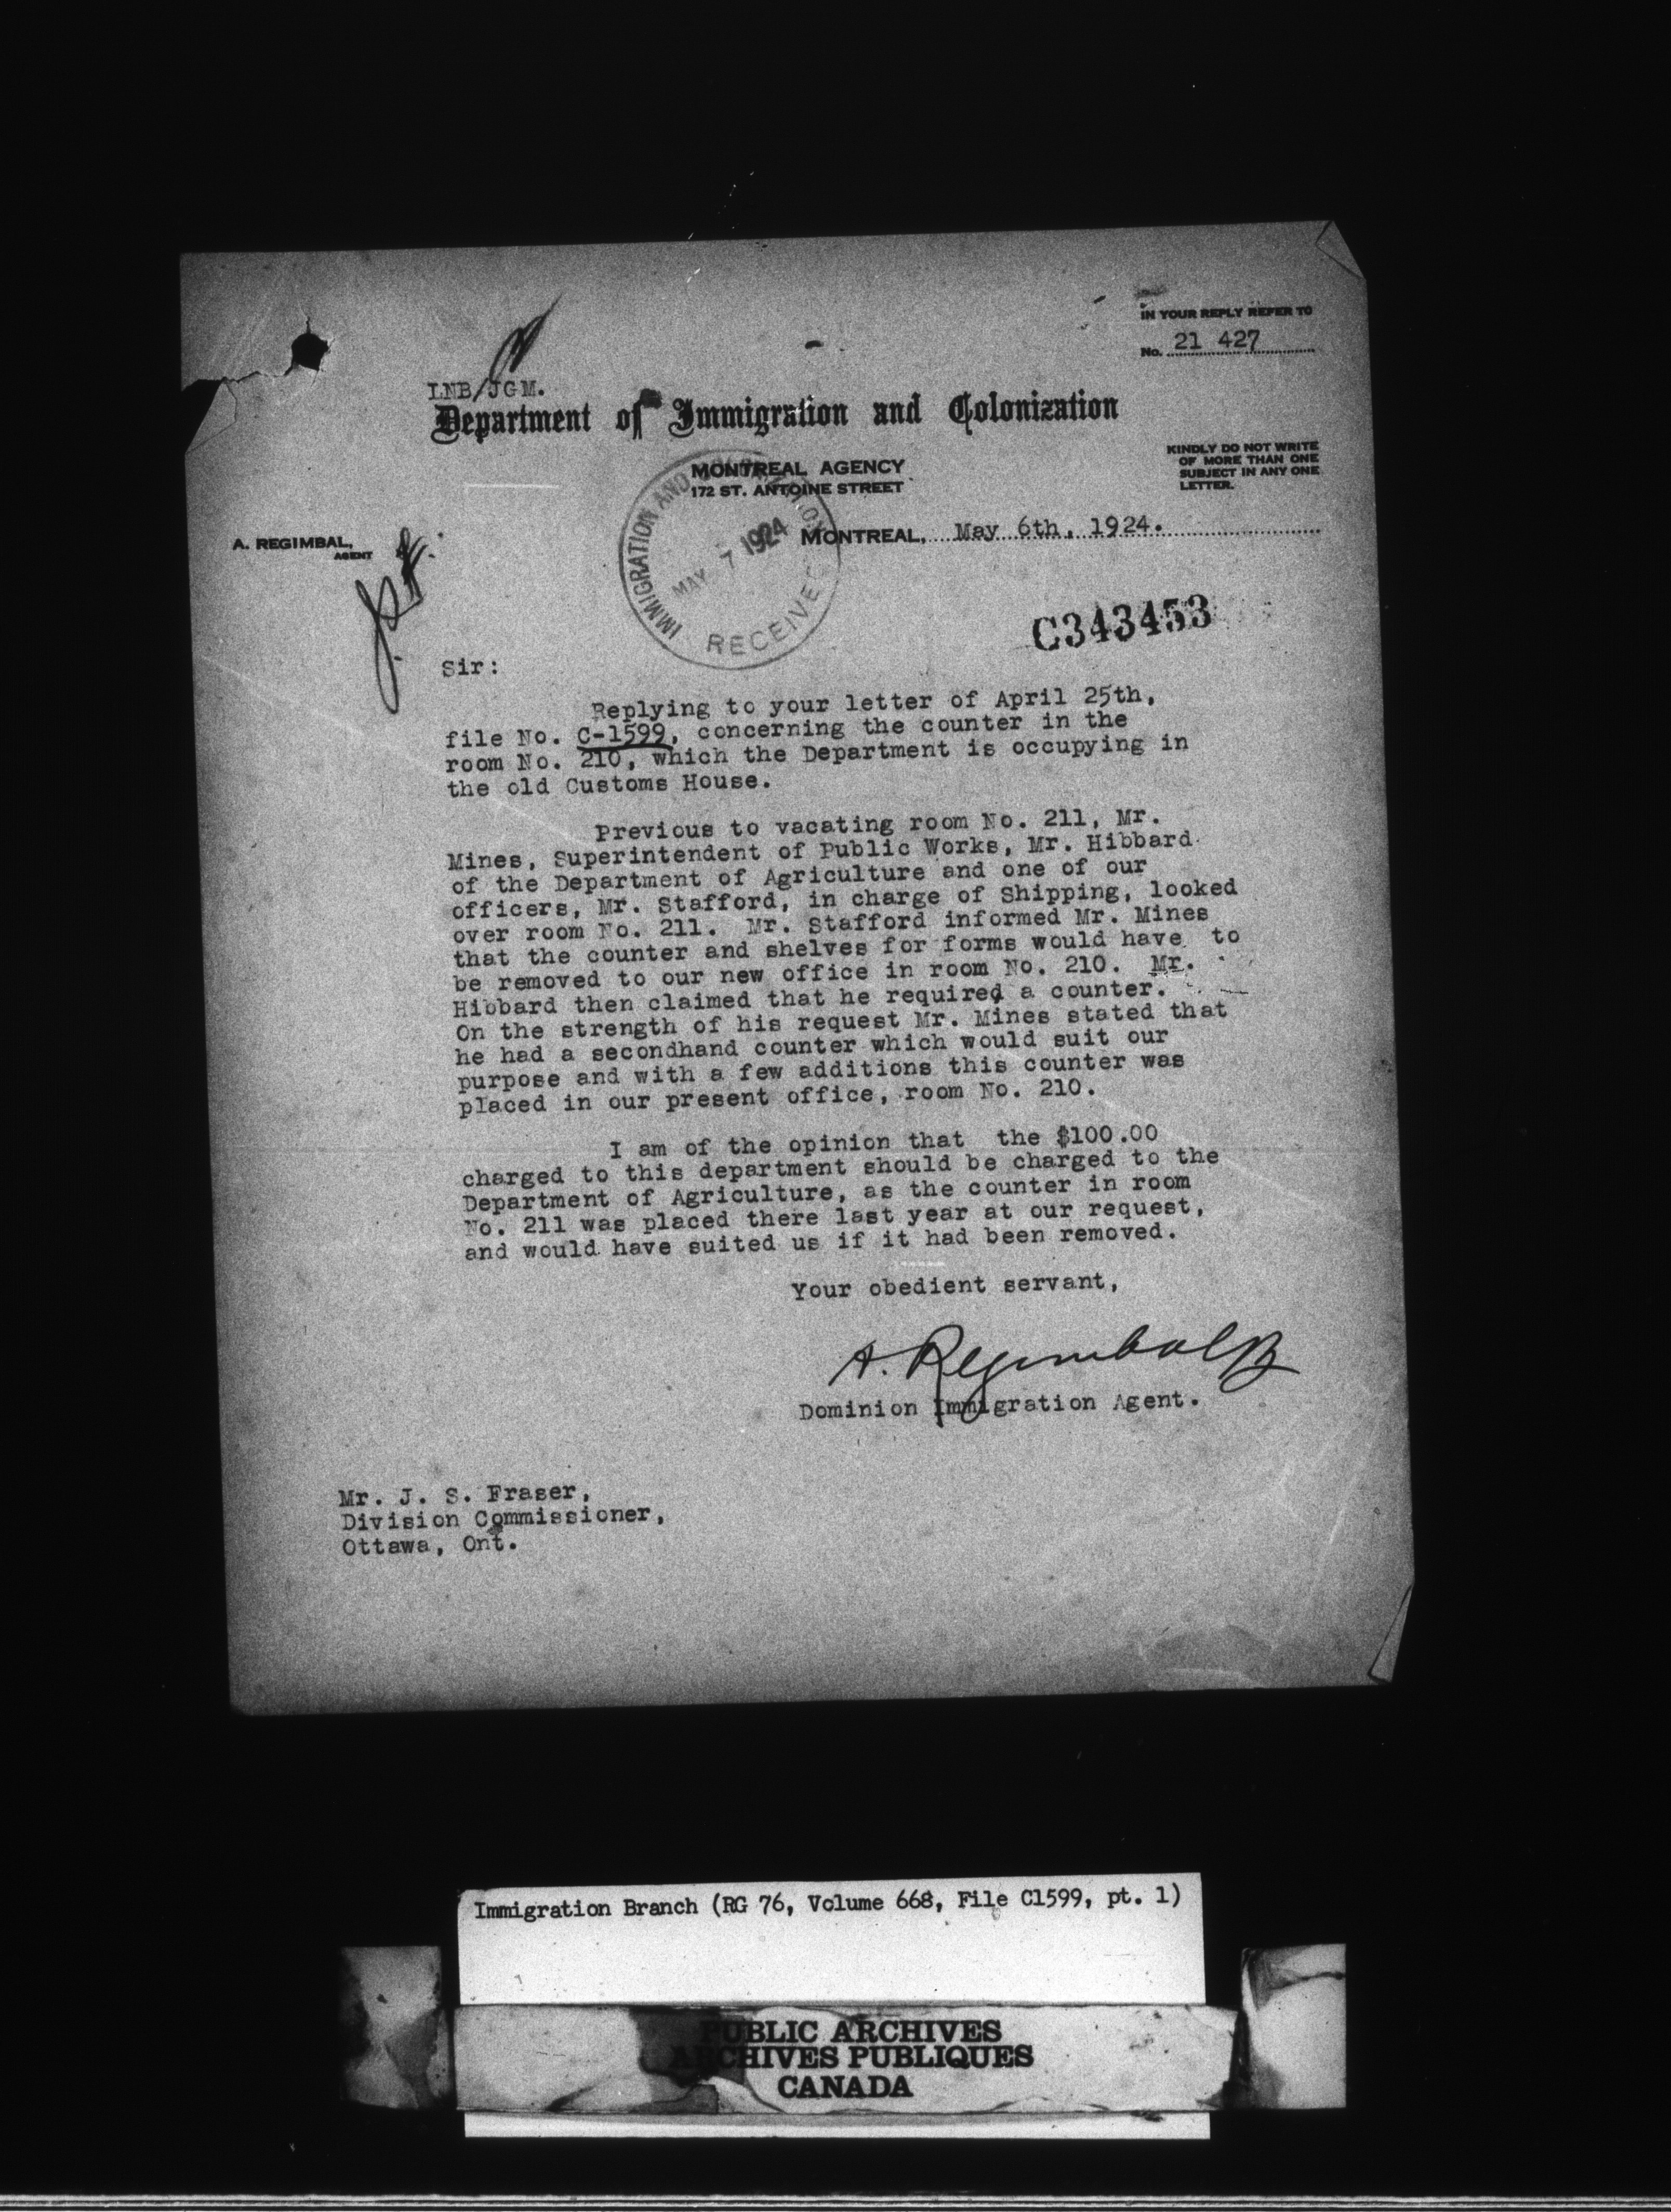 IN YOUR REPLY REFER TO
No. 21 427
LNB/JGM.
Department of Immigration and Colonization
KINDLY DO NOT WRITE
OF MORE THAN ONE
SUBJECT IN ANY ONE
LETTER.
MONTREAL AGENCY
172 ST. ANTOINE STREET
A. REGIMBAL,
AGENT
MONTREAL, May 6th, 1924.
IMMIGRATION AND
MAY 7 1924
RECEIVED
C343453
Sir:
Replying to your letter of April 25th,
file No. C-1599, concerning the counter in the
room No. 210, which the Department is occupying in
the old Customs House.
Previous to vacating room No. 211, Mr.
Mines, Superintendent of Public Works, Mr. Hibbard
of the Department of Agriculture and one of our
officers, Mr. Stafford, in charge of Shipping, looked
over room No. 211. Mr. Stafford informed Mr. Mines
that the counter and shelves for forms would have to
be removed to our new office in room No. 210. Mr.
Hibbard then claimed that he required a counter.
On the strength of his request Mr. Mines stated that
he had a secondhand counter which would suit our
purpose and with a few additions this counter was
placed in our present office, room No. 210.
I am of the opinion that the $100.00
charged to this department should be charged to the
Department of Agriculture, as the counter in room
No. 211 was placed there last year at our request,
and would have suited us if it had been removed.
Your obedient servant,
A. Regimbal
Dominion Immigration Agent.
Mr. J. S. Fraser,
Division Commissioner,
Ottawa, Ont.
Immigration Branch (RG 76, Volume 668, File C1599, pt. 1)
PUBLIC ARCHIVES
ARCHIVES PUBLIQUES
CANADA